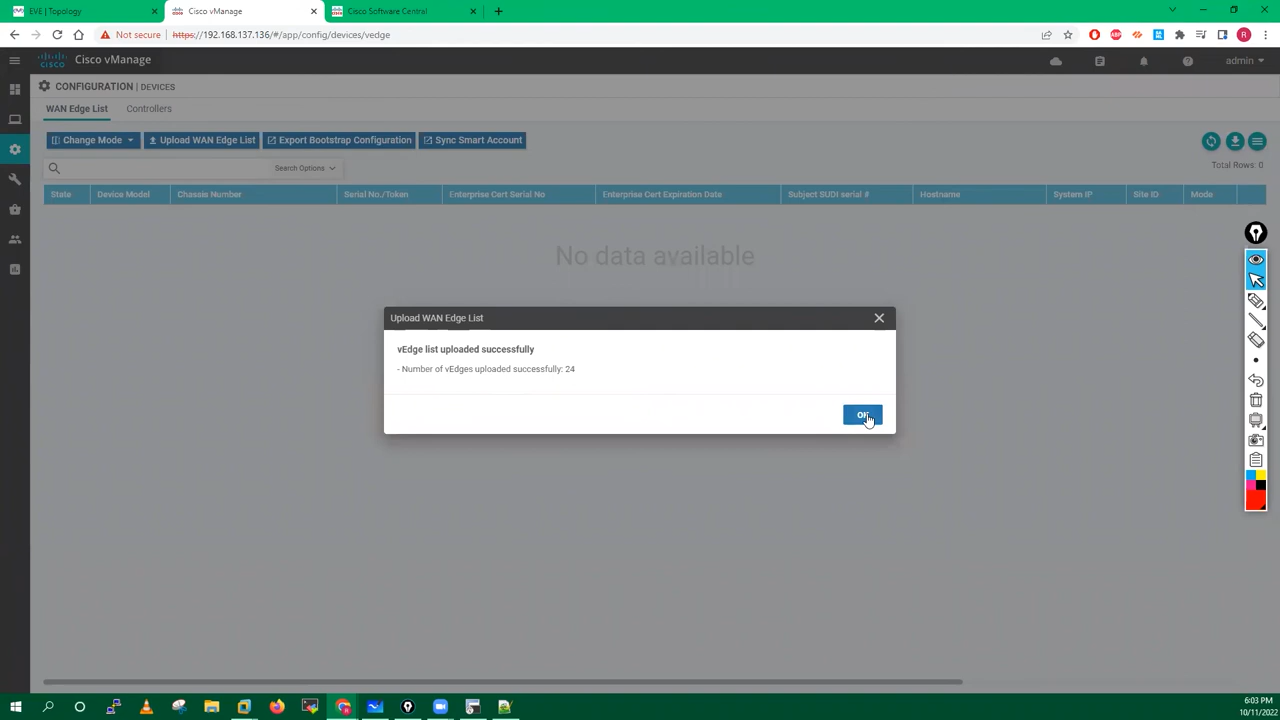 EVE | Topology
Cisco vManage
Cisco Software Central
Not secure
https://192.168.137.136/#/app/config/devices/vedge
CISCO
Cisco vManage
admin
CONFIGURATION | DEVICES
WAN Edge List
Controllers
Change Mode
Upload WAN Edge List
Export Bootstrap Configuration
Sync Smart Account
Search Options
Total Rows: 0
State
Device Model
Chassis Number
Serial No./Token
Enterprise Cert Serial No
Enterprise Cert Expiration Date
Subject SUDI serial #
Hostname
System IP
Site ID
Mode
No data available
Upload WAN Edge List
vEdge list uploaded successfully
- Number of vEdges uploaded successfully: 24
OK
6:03 PM
10/11/2022